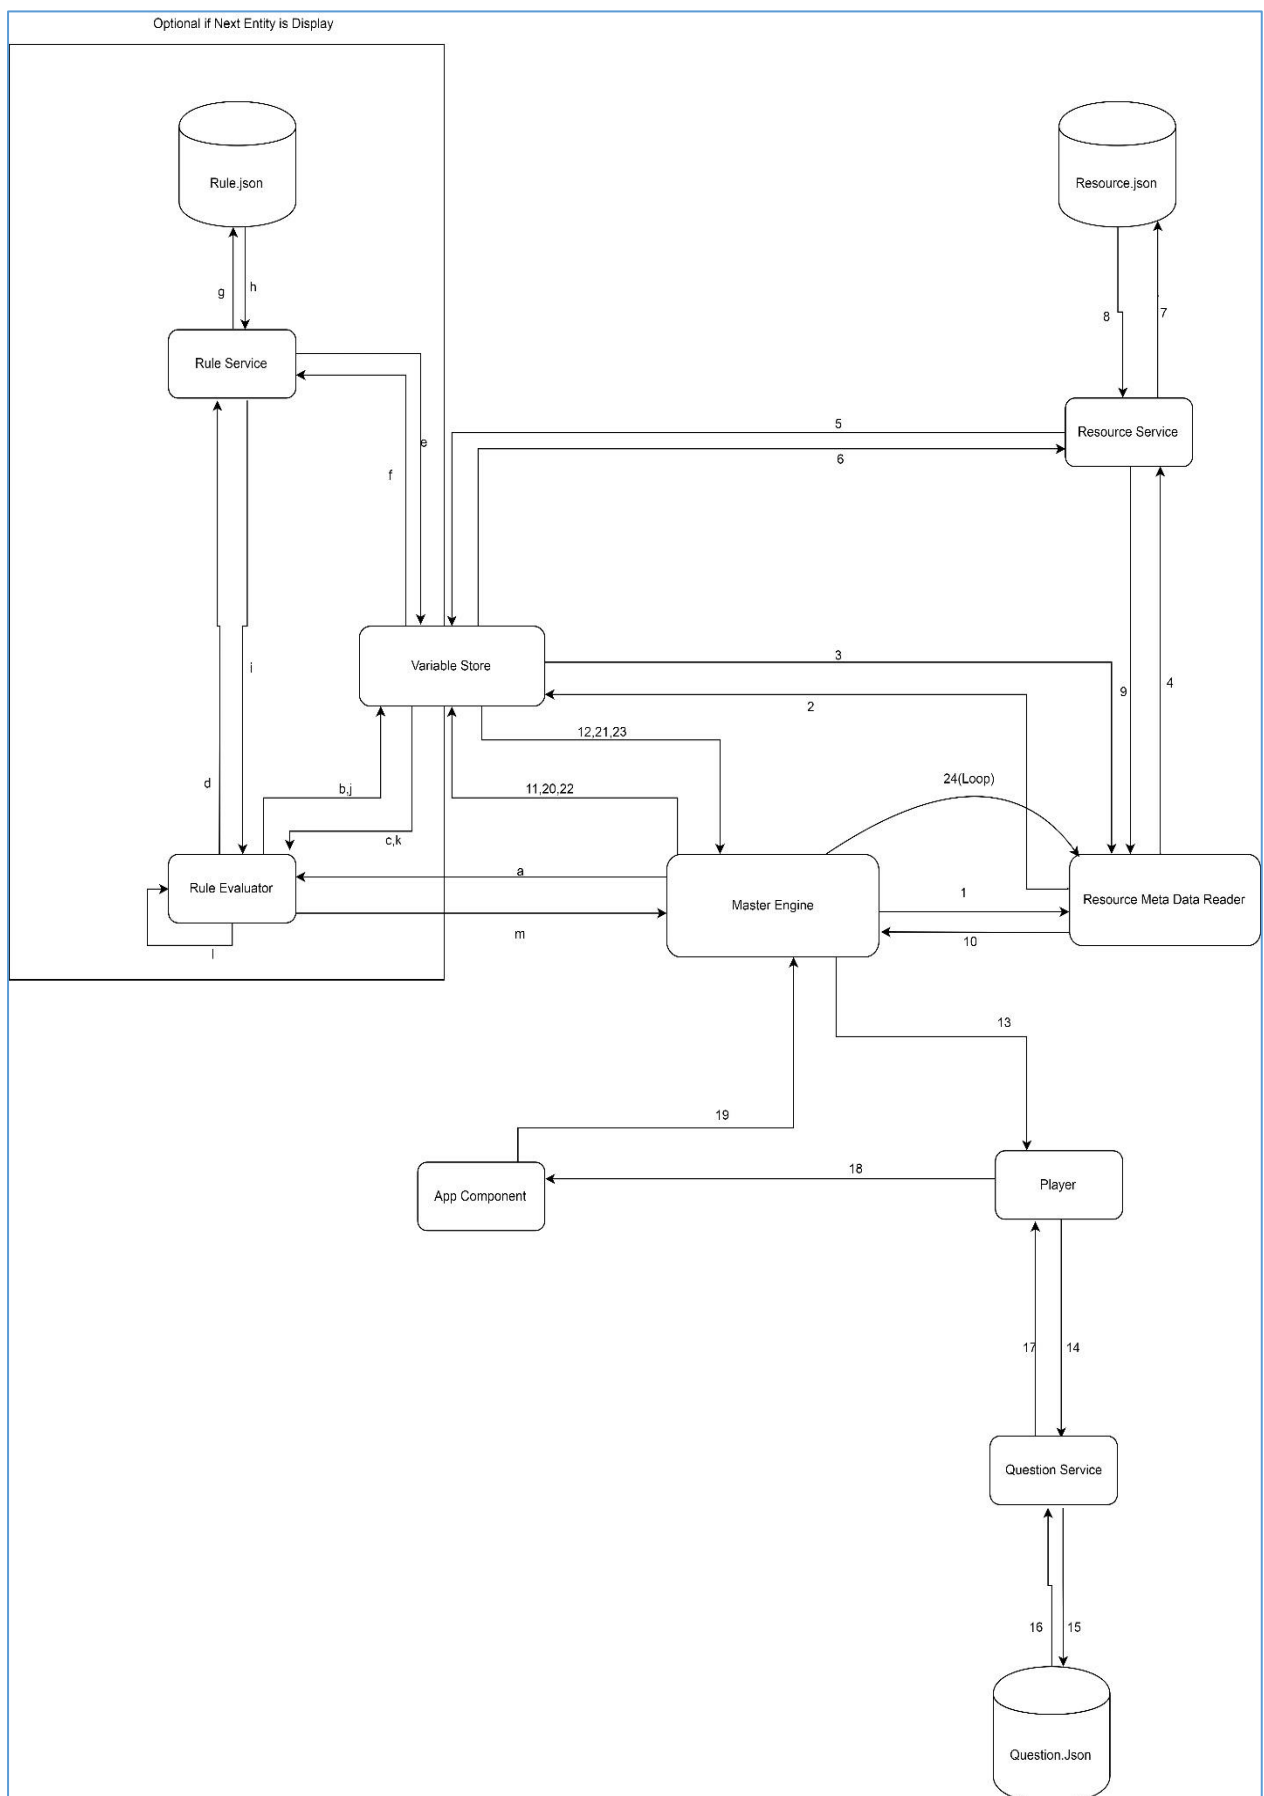 Optional if Next Entity is Display
Rule.json
Resource.json
g
h
8
7
Rule Service
Resource Service
e
f
5
6
Variable Store
3
2
i
9
4
12,21,23
d
b,j
11,20,22
24(Loop)
c,k
a
Rule Evaluator
Master Engine
1
Resource Meta Data Reader
m
10
l
13
19
18
App Component
Player
17
14
Question Service
16
15
Question.Json